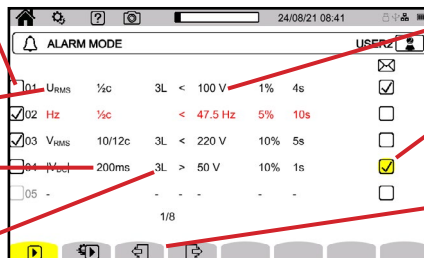 24/08/21 08:41
ALARM MODE USER2
01 URMS ½c 3L < 100 V 1% 4s
02 Hz ½c < 47.5 Hz 5% 10s
03 VRMS 10/12c 3L < 220 V 10% 5s
04 |VDC| 200ms 3L > 50 V 10% 1s
05 - - - - - -
1/8